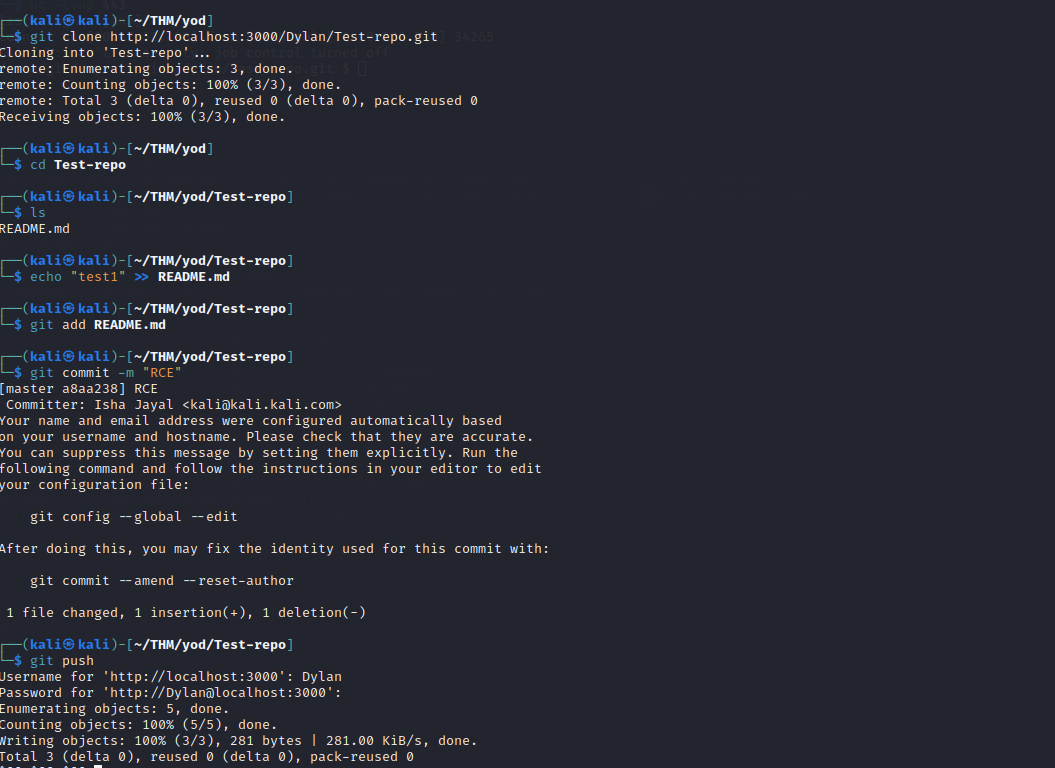 ┌──(kali㉿kali)-[~/THM/yod]
└─$ git clone http://localhost:3000/Dylan/Test-repo.git
Cloning into 'Test-repo'...
remote: Enumerating objects: 3, done.
remote: Counting objects: 100% (3/3), done.
remote: Total 3 (delta 0), reused 0 (delta 0), pack-reused 0
Receiving objects: 100% (3/3), done.
┌──(kali㉿kali)-[~/THM/yod]
└─$ cd Test-repo
┌──(kali㉿kali)-[~/THM/yod/Test-repo]
└─$ ls
README.md
┌──(kali㉿kali)-[~/THM/yod/Test-repo]
└─$ echo "test1" >> README.md
┌──(kali㉿kali)-[~/THM/yod/Test-repo]
└─$ git add README.md
┌──(kali㉿kali)-[~/THM/yod/Test-repo]
└─$ git commit -m "RCE"
[master a8aa238] RCE
Committer: Isha Jayal <kali@kali.kali.com>
Your name and email address were configured automatically based
on your username and hostname. Please check that they are accurate.
You can suppress this message by setting them explicitly. Run the
following command and follow the instructions in your editor to edit
your configuration file:
git config --global --edit
After doing this, you may fix the identity used for this commit with:
git commit --amend --reset-author
1 file changed, 1 insertion(+), 1 deletion(-)
┌──(kali㉿kali)-[~/THM/yod/Test-repo]
└─$ git push
Username for 'http://localhost:3000': Dylan
Password for 'http://Dylan@localhost:3000':
Enumerating objects: 5, done.
Counting objects: 100% (5/5), done.
Writing objects: 100% (3/3), 281 bytes | 281.00 KiB/s, done.
Total 3 (delta 0), reused 0 (delta 0), pack-reused 0